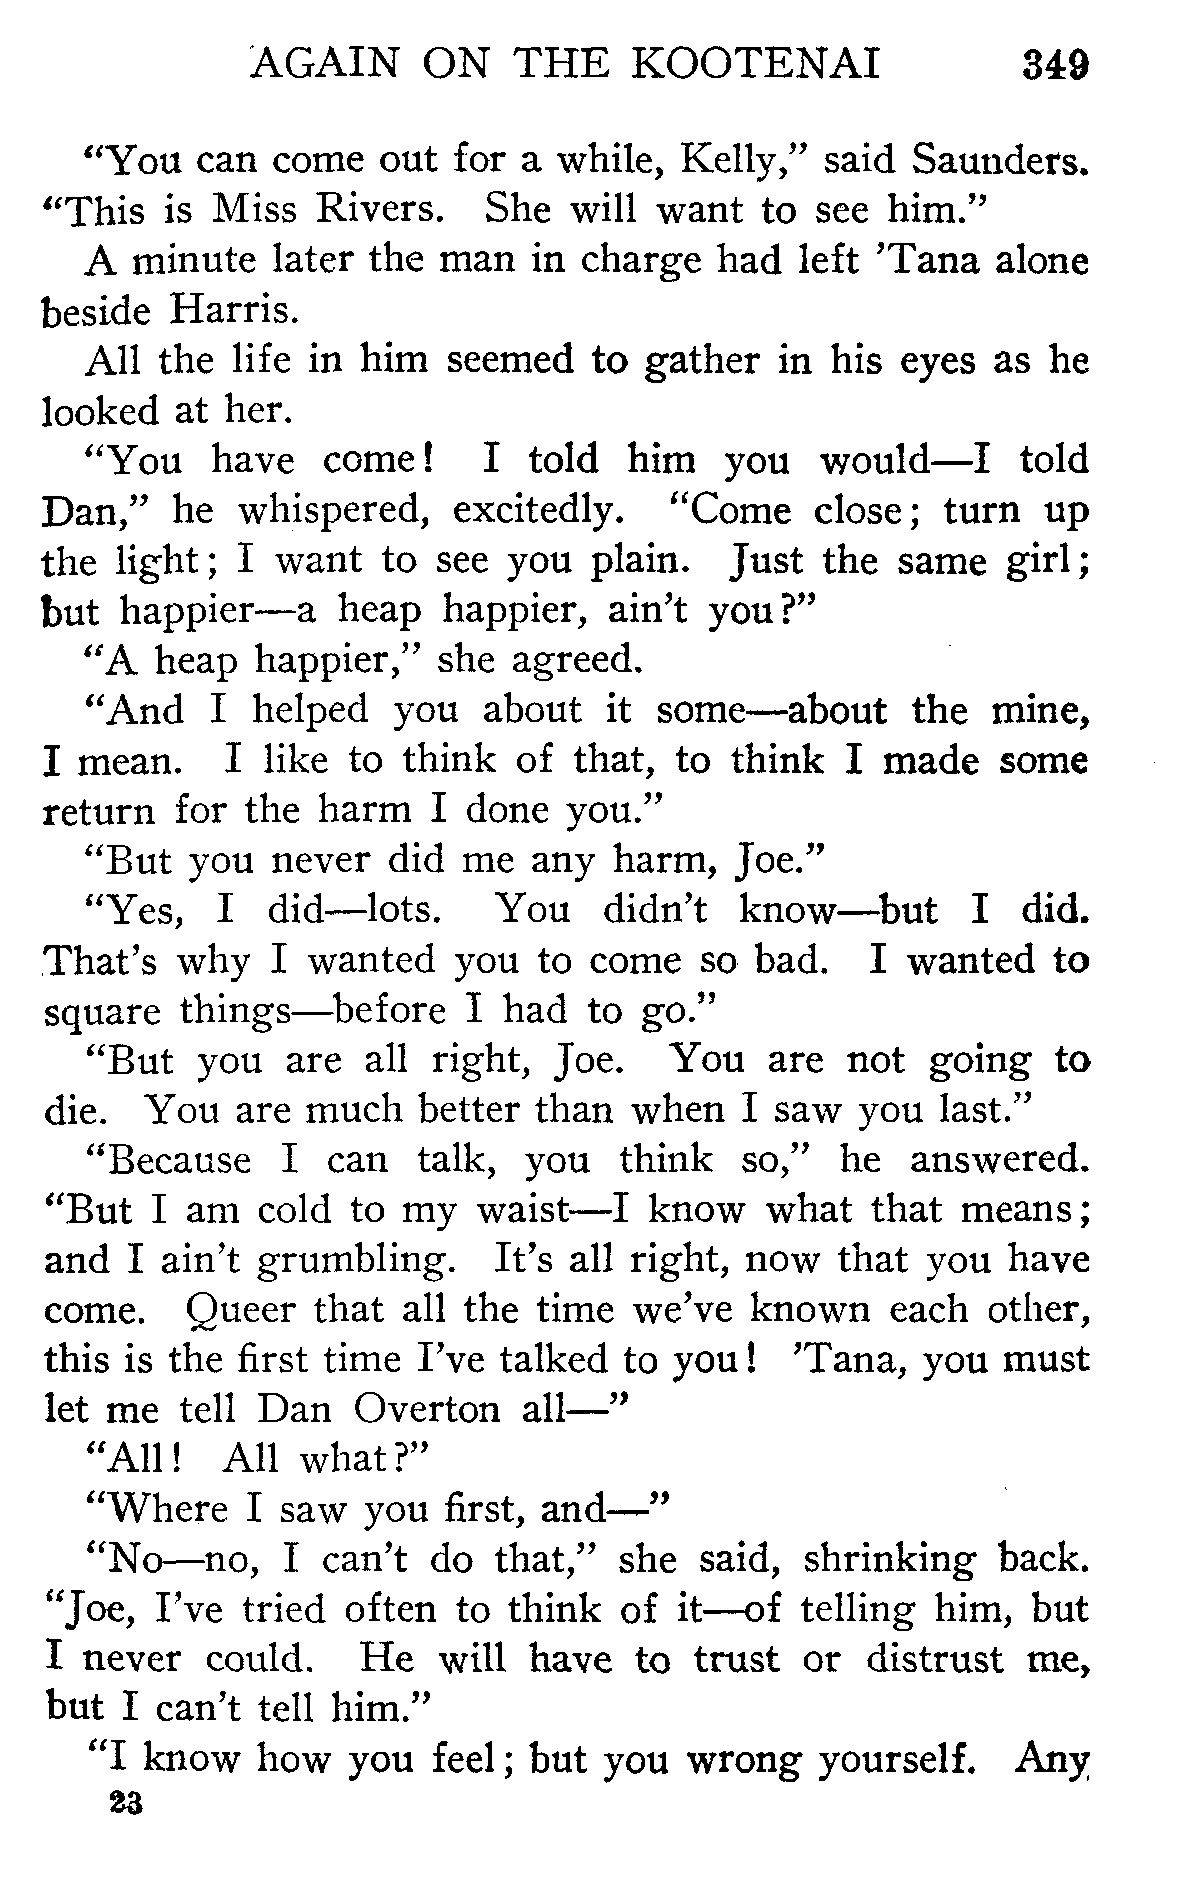 AGAIN ON THE KOOTENAI 349
“You can come out for a while, Kelly,” said Saunders.
“This is Miss Rivers. She will want to see him.”
A minute later the man in charge had left ’Tana alone
beside Harris.
All the life in him seemed to gather in his eyes as he
looked at her.
“You have come! I told him you would—I told
Dan,” he whispered, excitedly. “Come close; turn up
the light; I want to see you plain. Just the same girl;
but happier—a heap happier, ain’t you?”
“A heap happier,” she agreed.
“And I helped you about it some—about the mine,
I mean. I like to think of that, to think I made some
return for the harm I done you.”
“But you never did me any harm, Joe.”
“Yes, I did—lots. You didn’t know—but I did.
That’s why I wanted you to come so bad. I wanted to
square things—before I had to go.”
“But you are all right, Joe. You are not going to
die. You are much better than when I saw you last.”
“Because I can talk, you think so,” he answered.
“But I am cold to my waist—I know what that means;
and I ain’t grumbling. It’s all right, now that you have
come. Queer that all the time we’ve known each other,
this is the first time I’ve talked to you! ’Tana, you must
let me tell Dan Overton all—”
“All! All what?”
“Where I saw you first, and—”
“No—no, I can’t do that,” she said, shrinking back.
“Joe, I’ve tried often to think of it—of telling him, but
I never could. He will have to trust or distrust me,
but I can’t tell him.”
“I know how you feel; but you wrong yourself. Any
23